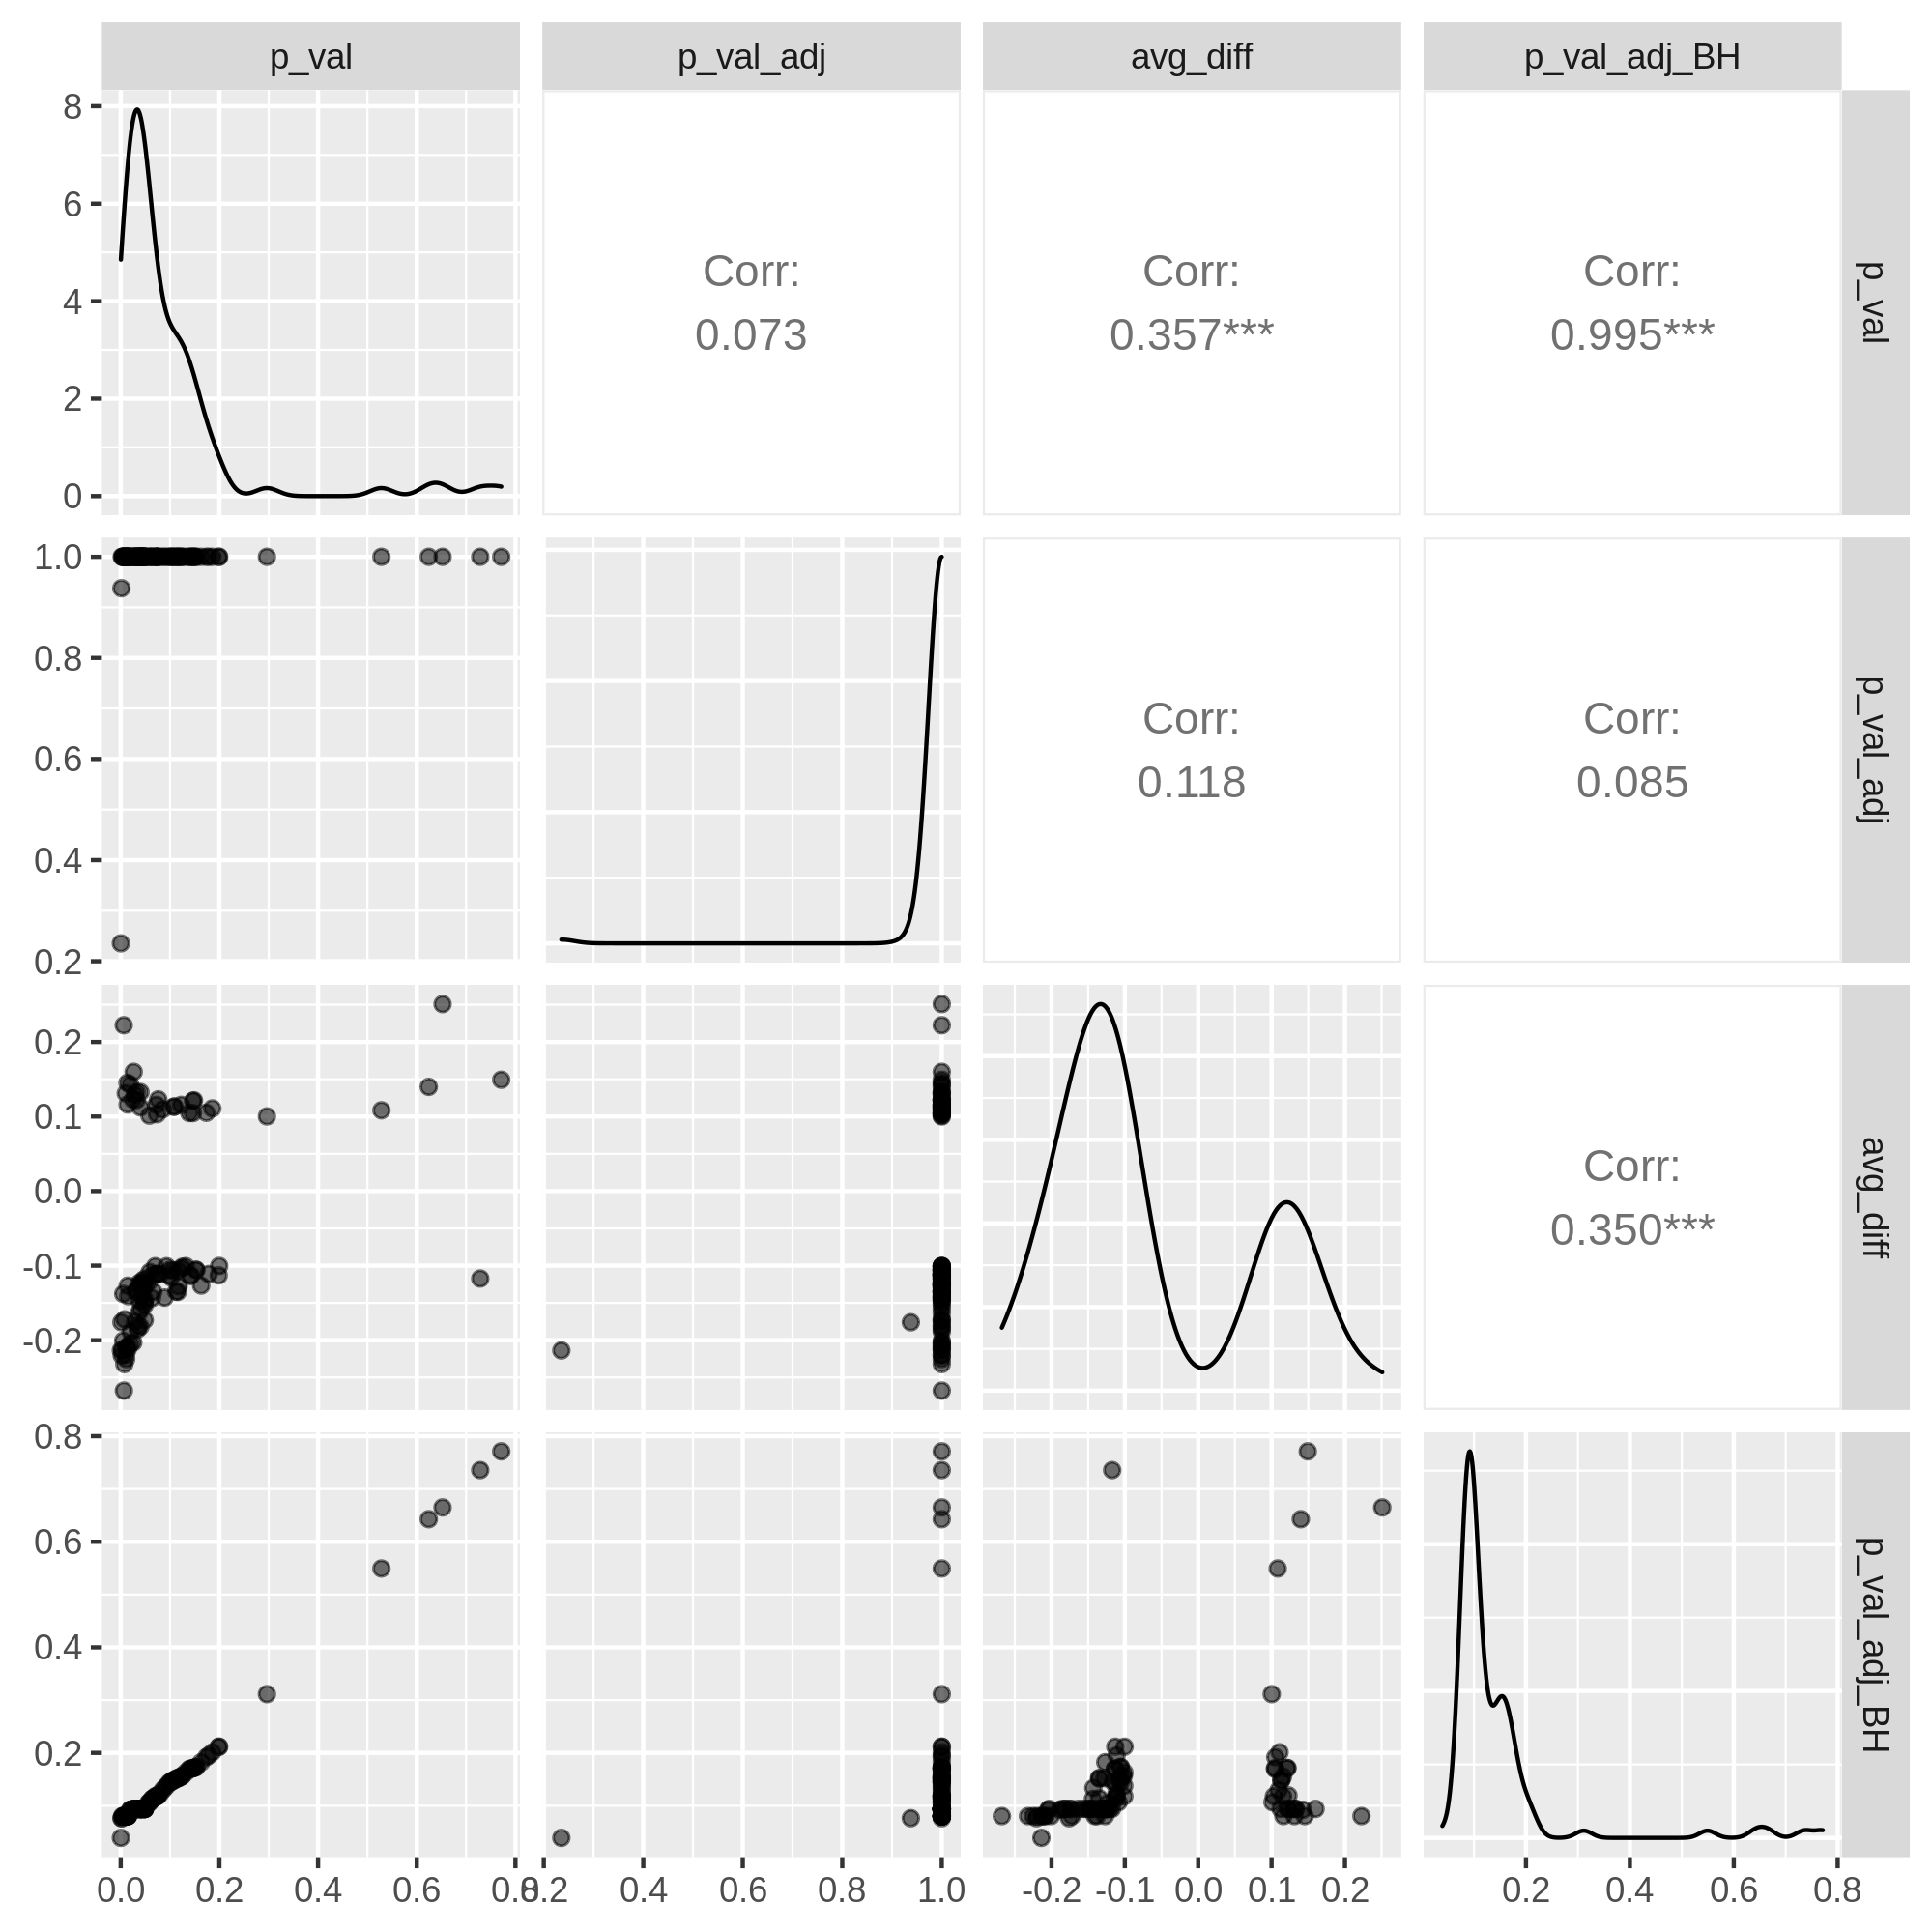 p_val
p_val_adj
avg_diff
p_val_adj_BH
8
6
4
2
0
Corr:
0.073
Corr:
0.357***
Corr:
0.995***
p_val
1.0
0.8
0.6
0.4
0.2
Corr:
0.118
Corr:
0.085
p_val_adj
0.2
0.1
0.0
-0.1
-0.2
Corr:
0.350***
avg_diff
0.8
0.6
0.4
0.2
p_val_adj_BH
0.0 0.2 0.4 0.6 0.8
0.2 0.4 0.6 0.8 1.0
-0.2 -0.1 0.0 0.1 0.2
0.2 0.4 0.6 0.8